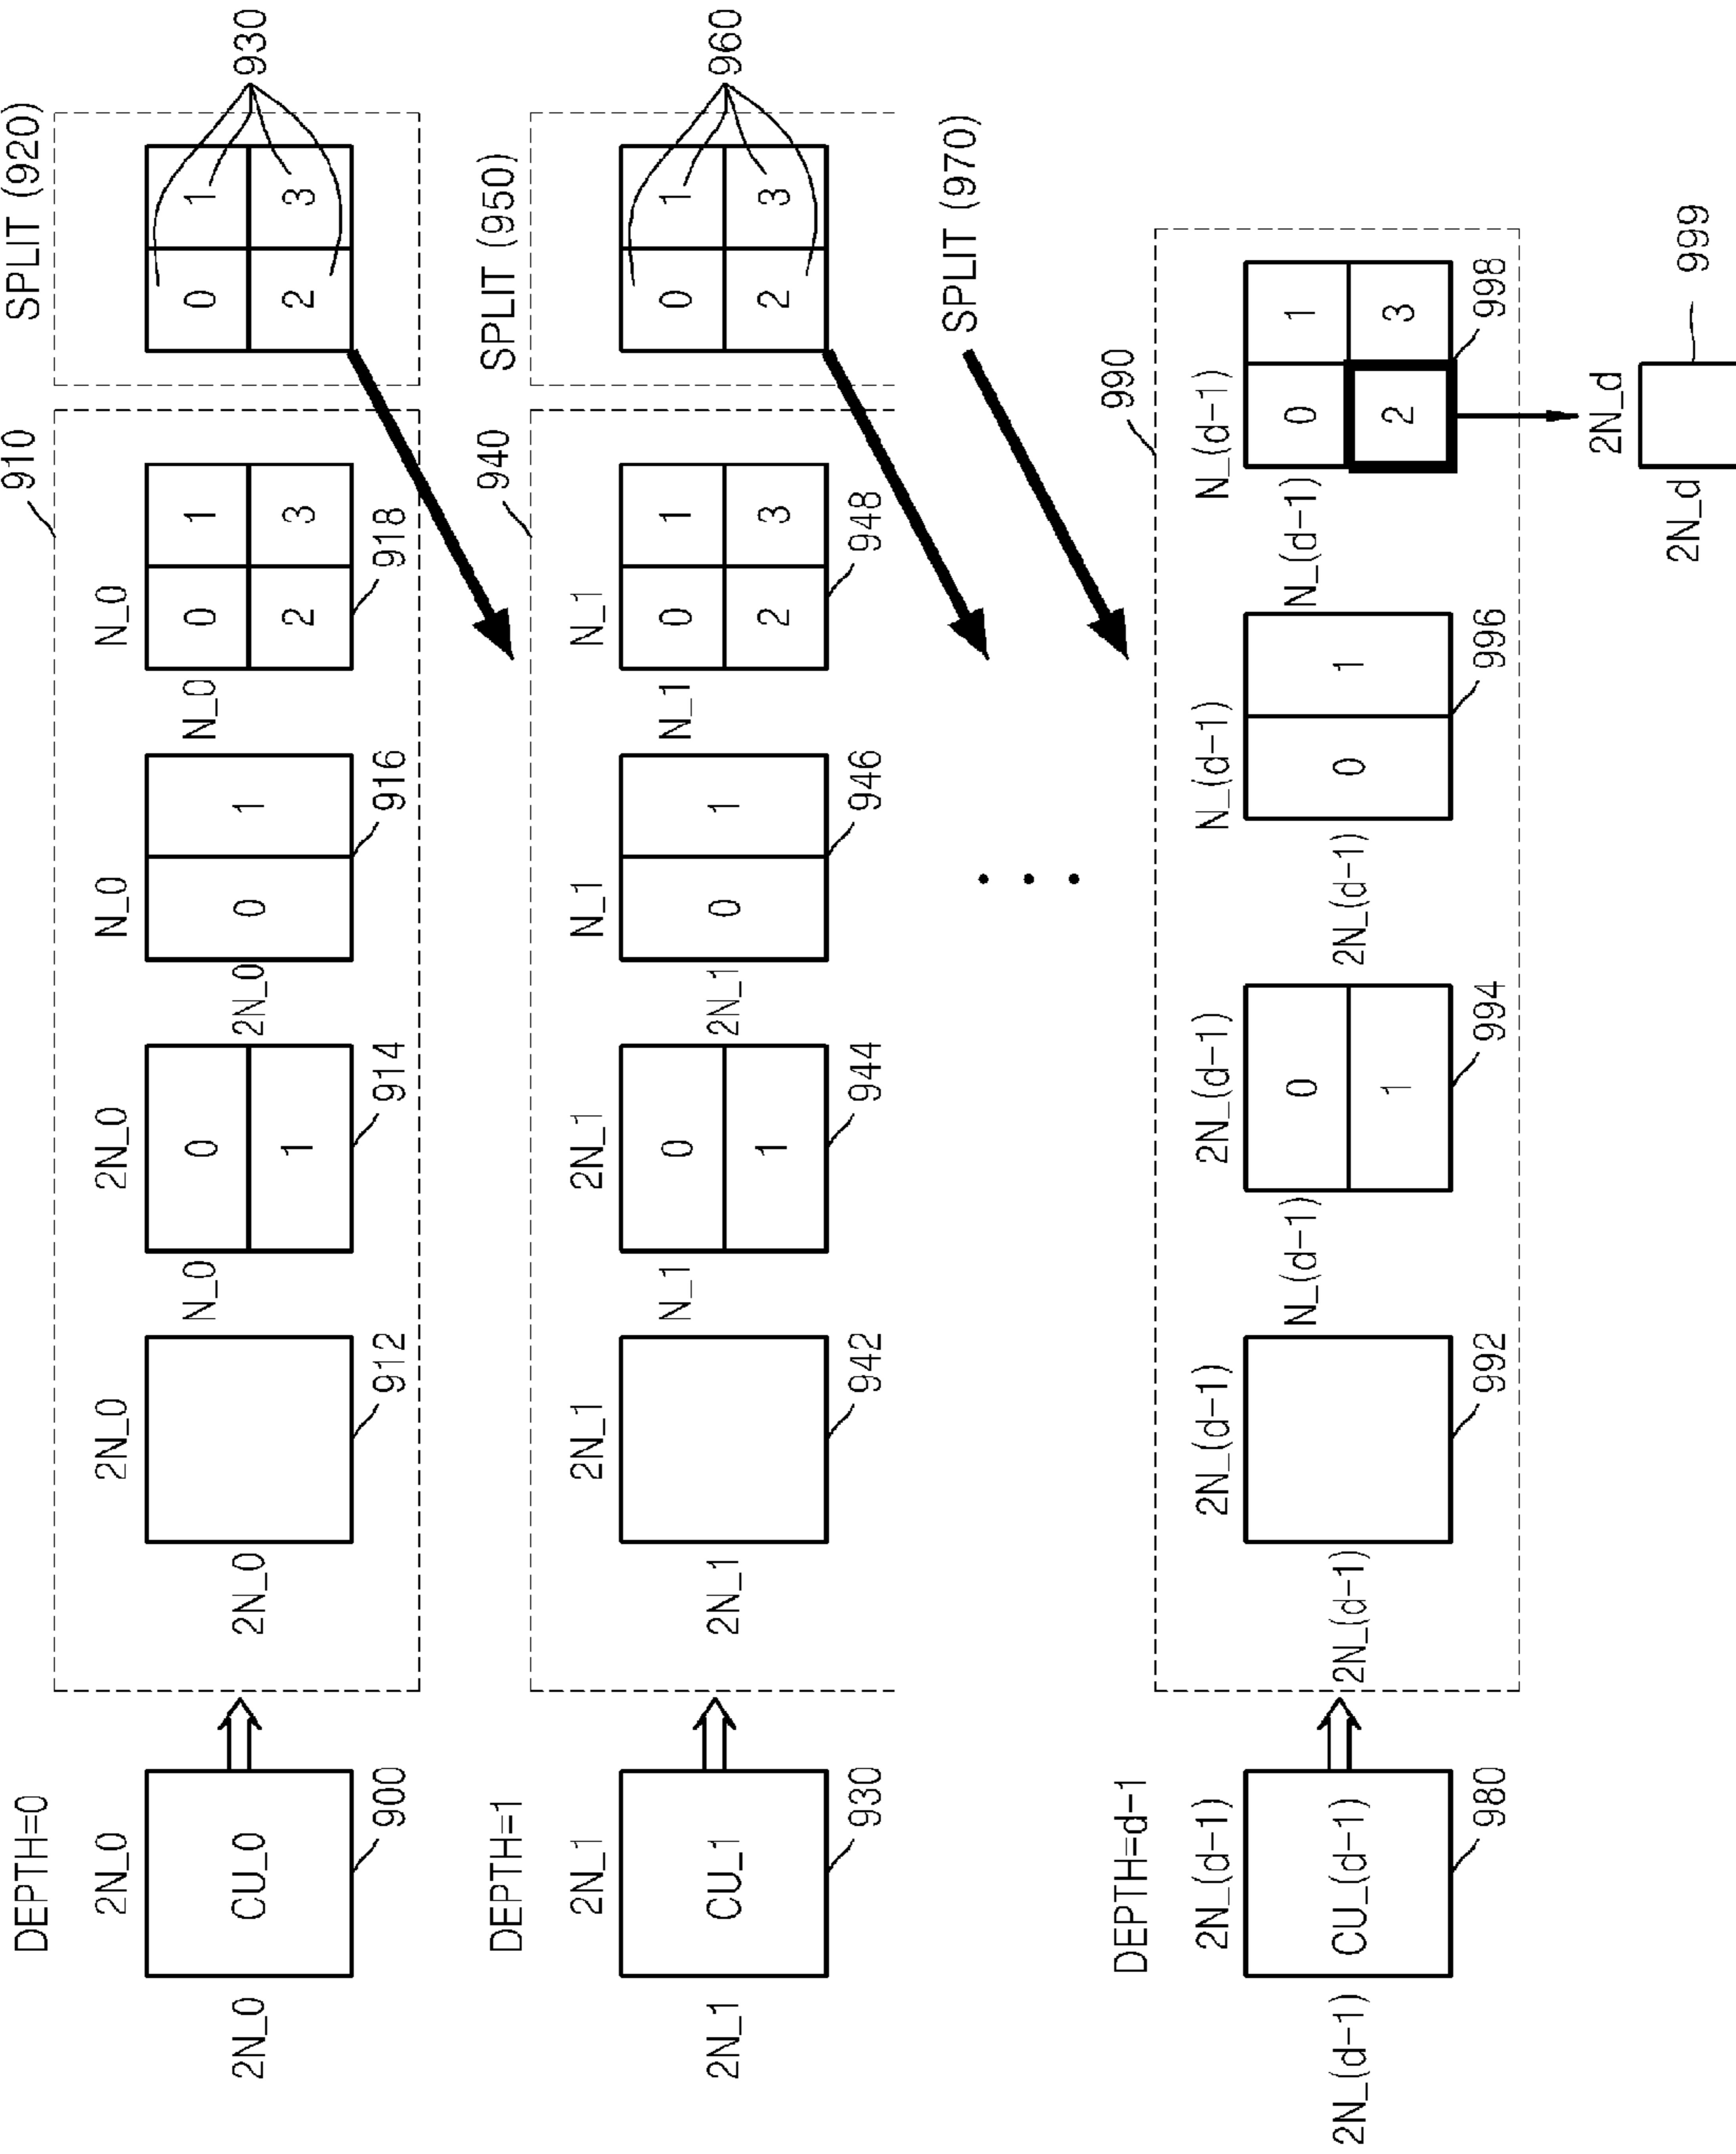 DEPTH=0
2N_0
2N_0
CU_0
900
910
2N_0
2N_0
912
2N_0
N_0
0
1
914
N_0
2N_0
0
1
916
N_0
N_0
0
1
2
3
918
SPLIT (920)
0
1
2
3
930
DEPTH=1
2N_1
2N_1
CU_1
930
940
2N_1
2N_1
942
2N_1
N_1
0
1
944
N_1
2N_1
0
1
946
N_1
N_1
0
1
2
3
948
SPLIT (950)
0
1
2
3
960
SPLIT (970)
DEPTH=d-1
2N_(d-1)
2N_(d-1)
CU_(d-1)
980
990
2N_(d-1)
2N_(d-1)
992
2N_(d-1)
N_(d-1)
0
1
994
N_(d-1)
2N_(d-1)
0
1
996
N_(d-1)
N_(d-1)
0
1
2
3
998
2N_d
2N_d
999